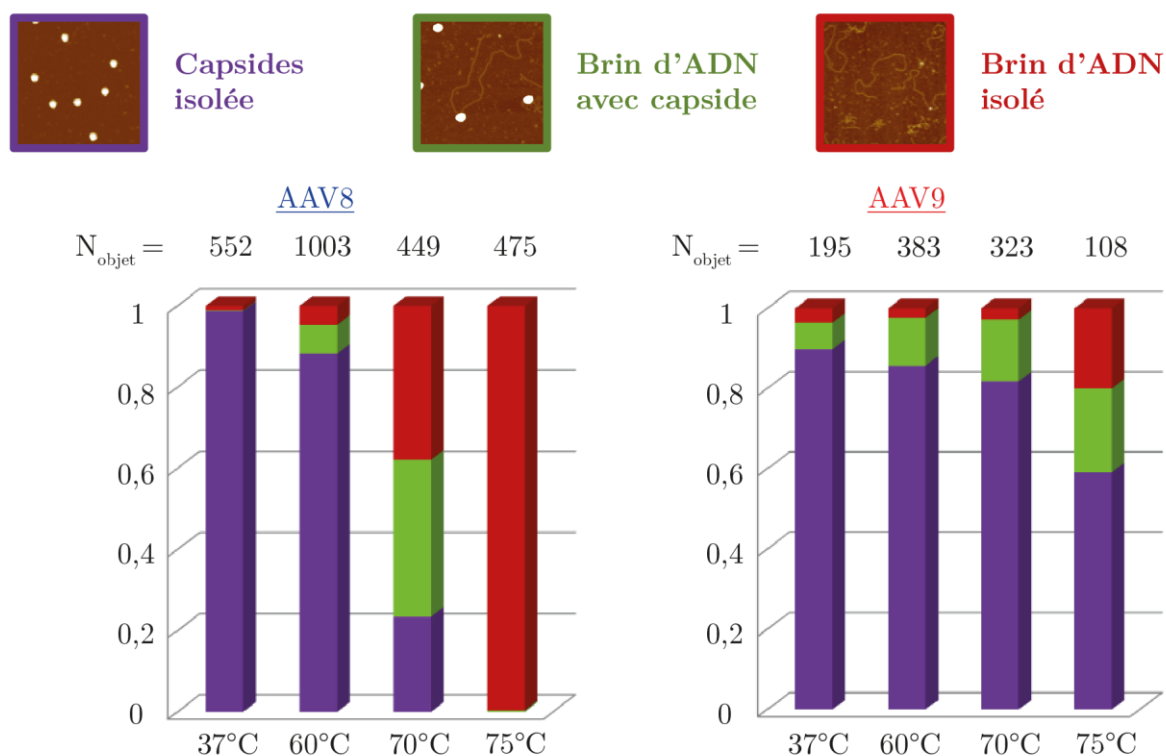 Capsides
isolée
Brin d'ADN
avec capside
Brin d'ADN
isolé
AAV8
N_objet = 552 1003 449 475
1
0,8
0,6
0,4
0,2
0
37°C 60°C 70°C 75°C
AAV9
N_objet = 195 383 323 108
1
0,8
0,6
0,4
0,2
0
37°C 60°C 70°C 75°C